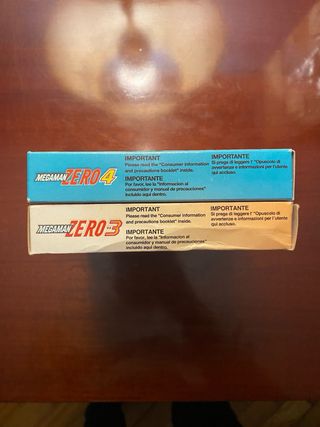 MEGAMAN ZERO 4
IMPORTANT
Please read the "Consumer information
and precautions booklet" inside.
IMPORTANTE
Por favor, lee la "Informacion al
consumidor y manual de precauciones"
incluido aquí dentro.
IMPORTANTE
Si prega di leggere l' "Opuscolo di
avvertenze e informazioni per l'utente
qui accluso.
MEGAMAN ZERO 3
IMPORTANT
Please read the "Consumer information
and precautions booklet" inside.
IMPORTANTE
Por favor, lee la "Informacion al
consumidor y manual de precauciones"
incluido aquí dentro.
IMPORTANTE
Si prega di leggere l' "Opuscolo di
avvertenze e informazioni per l'utente
qui accluso.